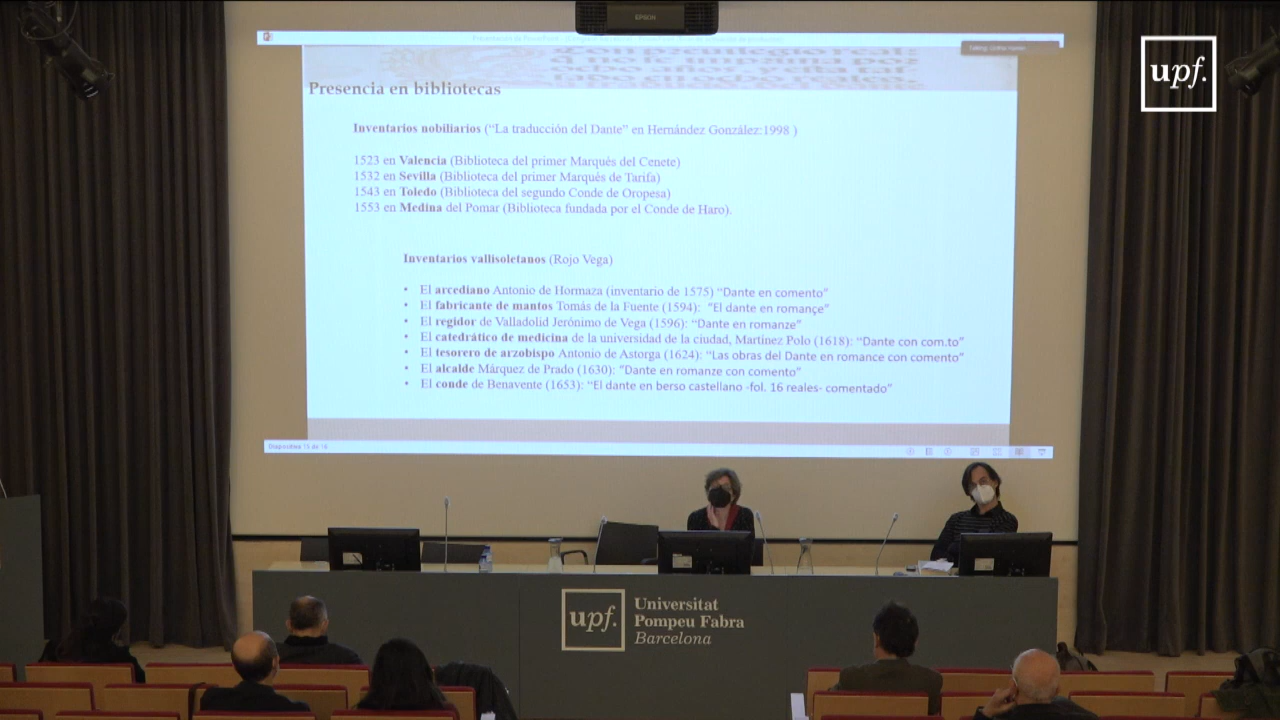 EPSON
upf.
Presencia en bibliotecas
Inventarios nobiliarios (“La traducción del Dante” en Hernández González:1998 )
1523 en Valencia (Biblioteca del primer Marqués del Cenete)
1532 en Sevilla (Biblioteca del primer Marqués de Tarifa)
1543 en Toledo (Biblioteca del segundo Conde de Oropesa)
1553 en Medina del Pomar (Biblioteca fundada por el Conde de Haro).
Inventarios vallisoletanos (Rojo Vega)
• El arcediano Antonio de Hormaza (inventario de 1575) “Dante en comento”
• El fabricante de mantos Tomás de la Fuente (1594): “El dante en romançe”
• El regidor de Valladolid Jerónimo de Vega (1596): “Dante en romanze”
• El catedrático de medicina de la universidad de la ciudad, Martínez Polo (1618): “Dante con com.to”
• El tesorero de arzobispo Antonio de Astorga (1624): “Las obras del Dante en romance con comento”
• El alcalde Márquez de Prado (1630): “Dante en romanze con comento”
• El conde de Benavente (1653): “El dante en berso castellano -fol. 16 reales- comentado”
upf.
Universitat
Pompeu Fabra
Barcelona